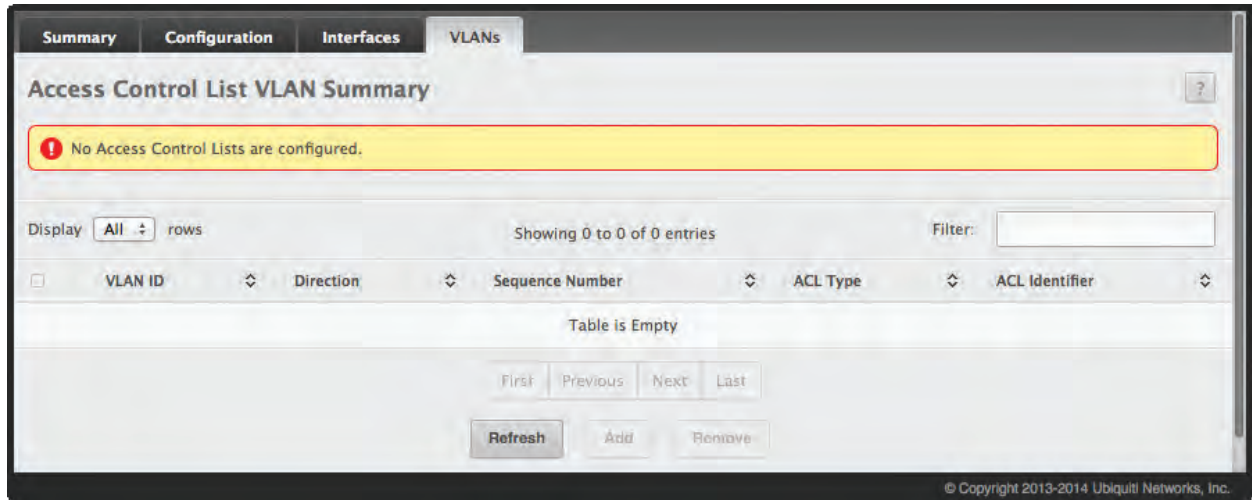 Summary Configuration Interfaces VLANs
Access Control List VLAN Summary ?
! No Access Control Lists are configured.
Display All rows Showing 0 to 0 of 0 entries Filter:
VLAN ID Direction Sequence Number ACL Type ACL Identifier
Table is Empty
First Previous Next Last
Refresh Add Remove
© Copyright 2013-2014 Ubiquiti Networks, Inc.